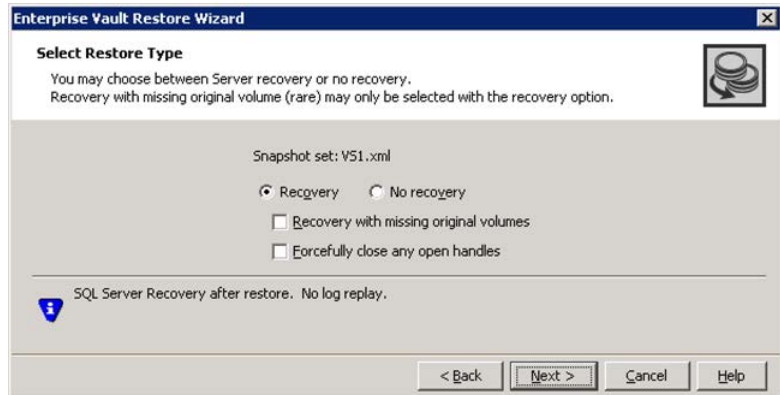 Enterprise Vault Restore Wizard
Select Restore Type
You may choose between Server recovery or no recovery.
Recovery with missing original volume (rare) may only be selected with the recovery option.
Snapshot set: VS1.xml
Recovery No recovery
Recovery with missing original volumes
Forcefully close any open handles
SQL Server Recovery after restore. No log replay.
< Back Next > Cancel Help